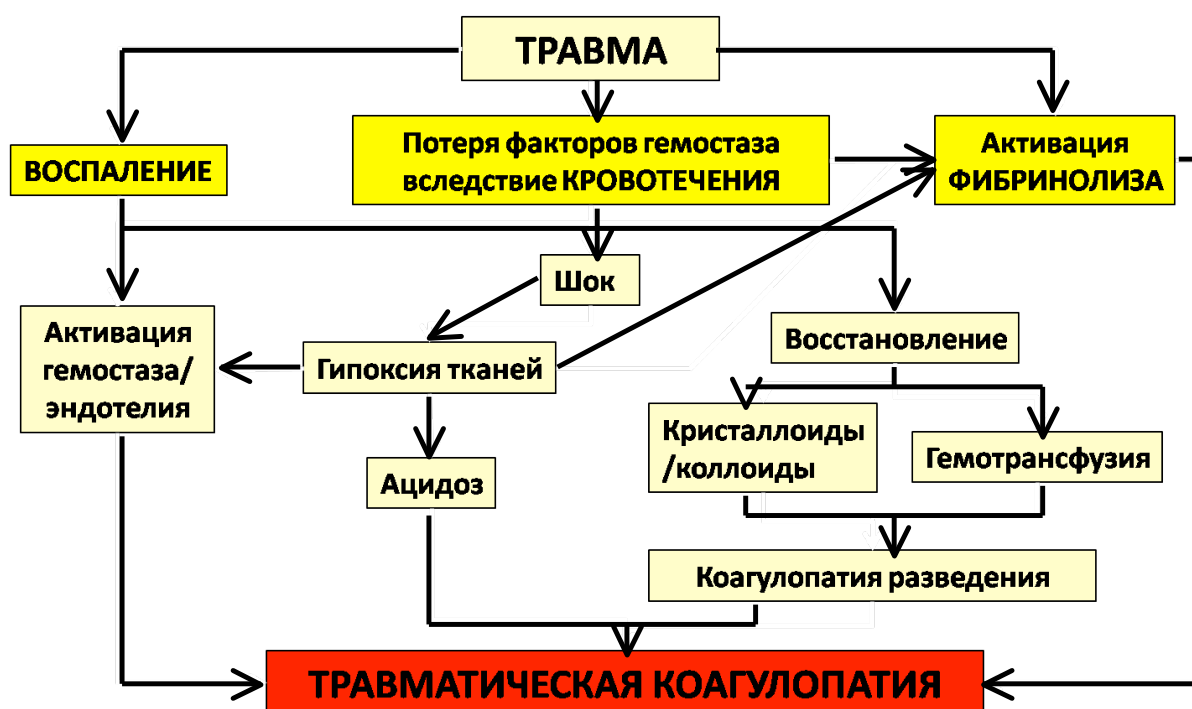 ТРАВМА
ВОСПАЛЕНИЕ
Потеря факторов гемостаза
вследствие КРОВОТЕЧЕНИЯ
Активация
ФИБРИНОЛИЗА
Шок
Активация
гемостаза/
эндотелия
Гипоксия тканей
Восстановление
Ацидоз
Кристаллоиды
/коллоиды
Гемотрансфузия
Коагулопатия разведения
ТРАВМАТИЧЕСКАЯ КОАГУЛОПАТИЯ